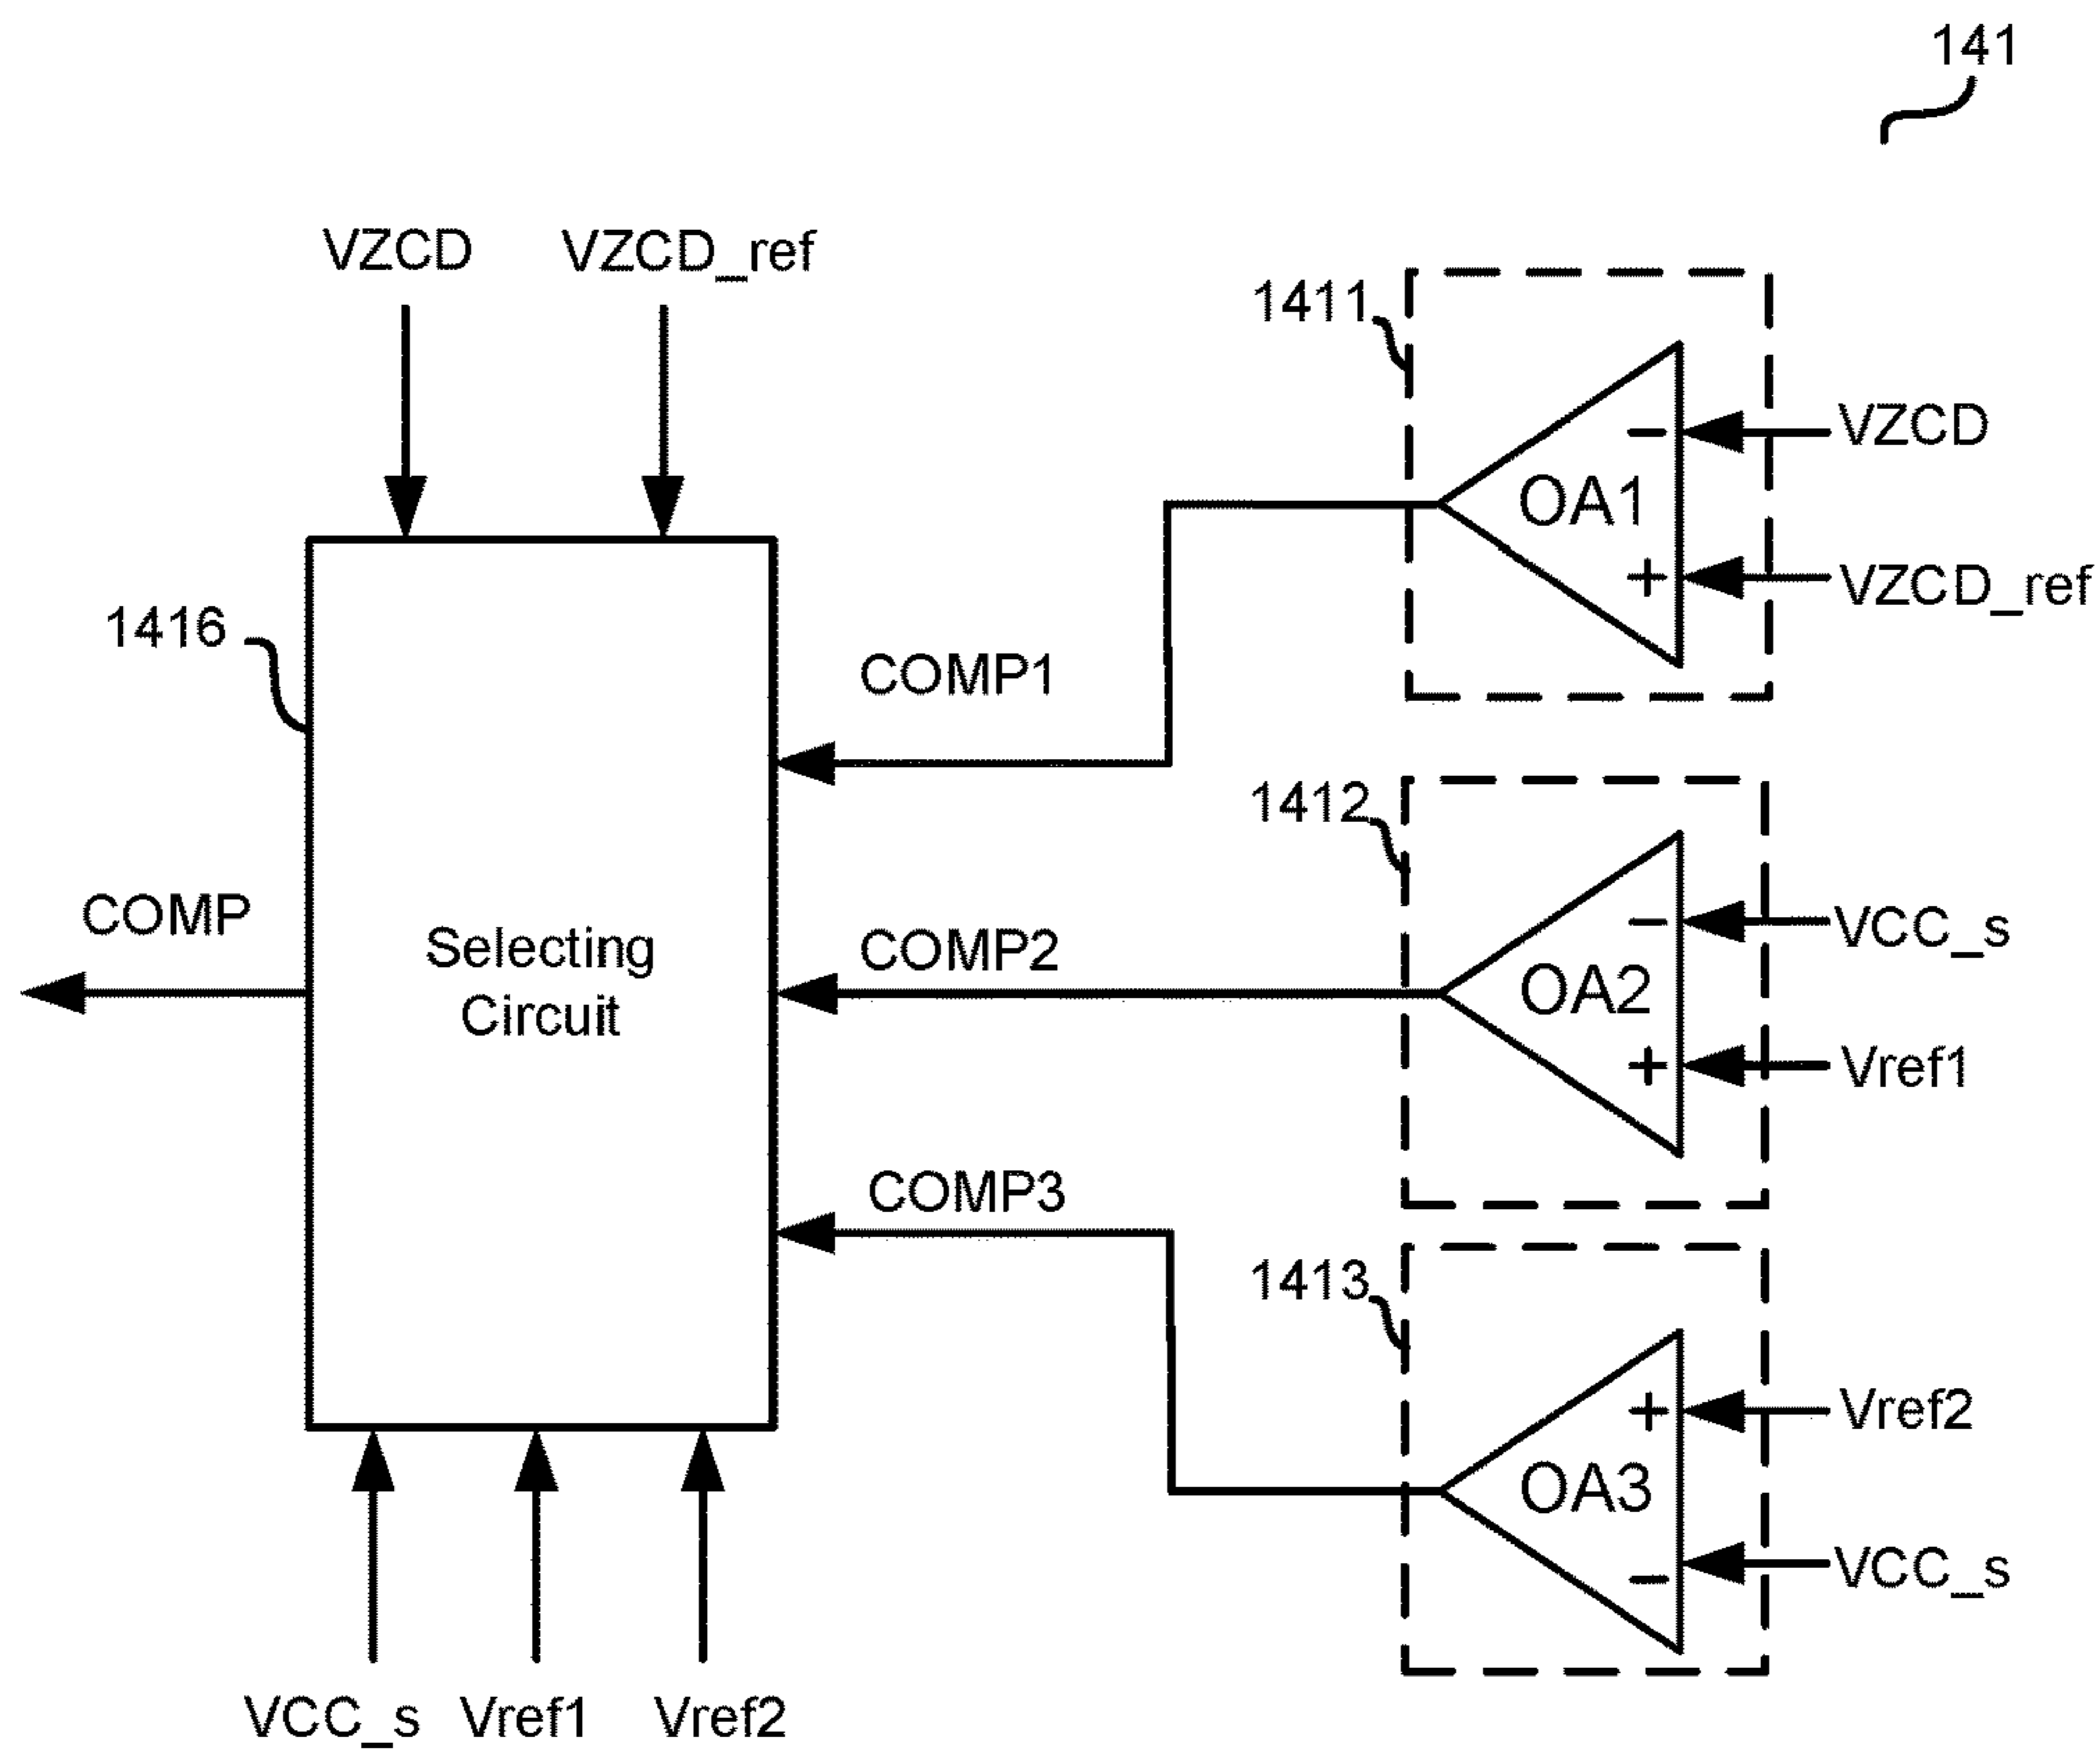 141
VZCD VZCD_ref
1411
− VZCD
OA1
+ VZCD_ref
1416
COMP1
1412
COMP
Selecting
Circuit
COMP2
− VCC_s
OA2
+ Vref1
COMP3
1413
+ Vref2
OA3
− VCC_s
VCC_s Vref1 Vref2